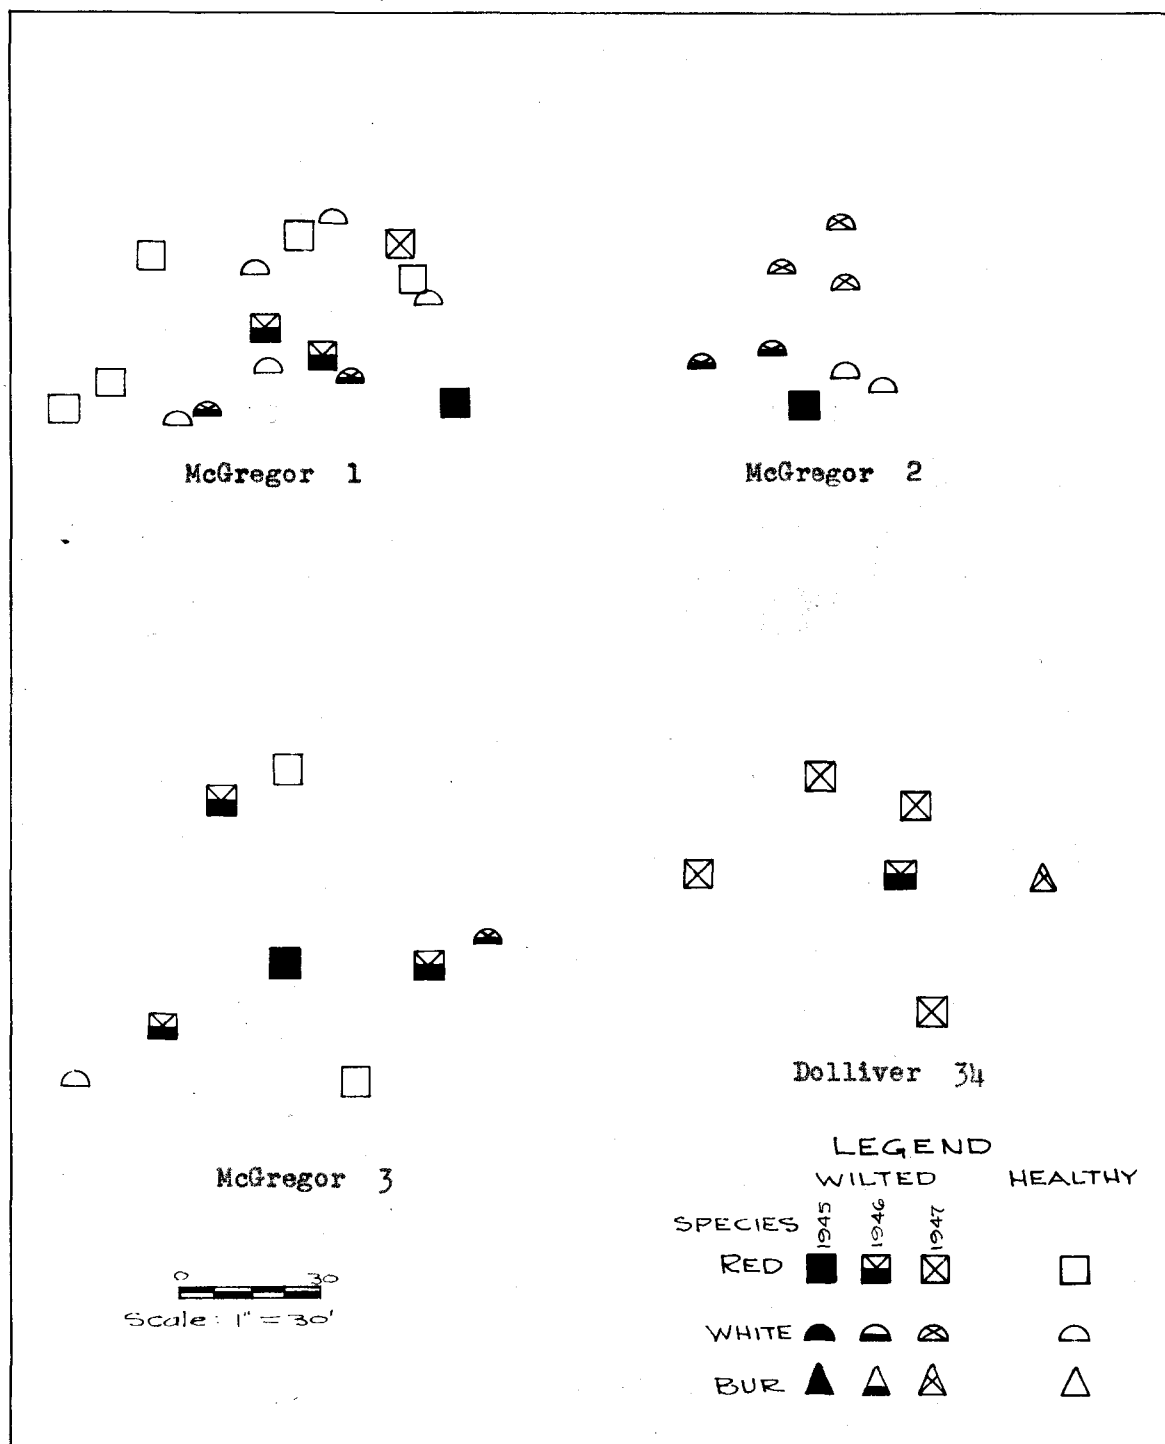 McGregor 1
McGregor 2
McGregor 3
Dolliver 34
0 30
Scale: 1" = 30'
LEGEND
WILTED HEALTHY
SPECIES 1945 1946 1947
RED
WHITE
BUR